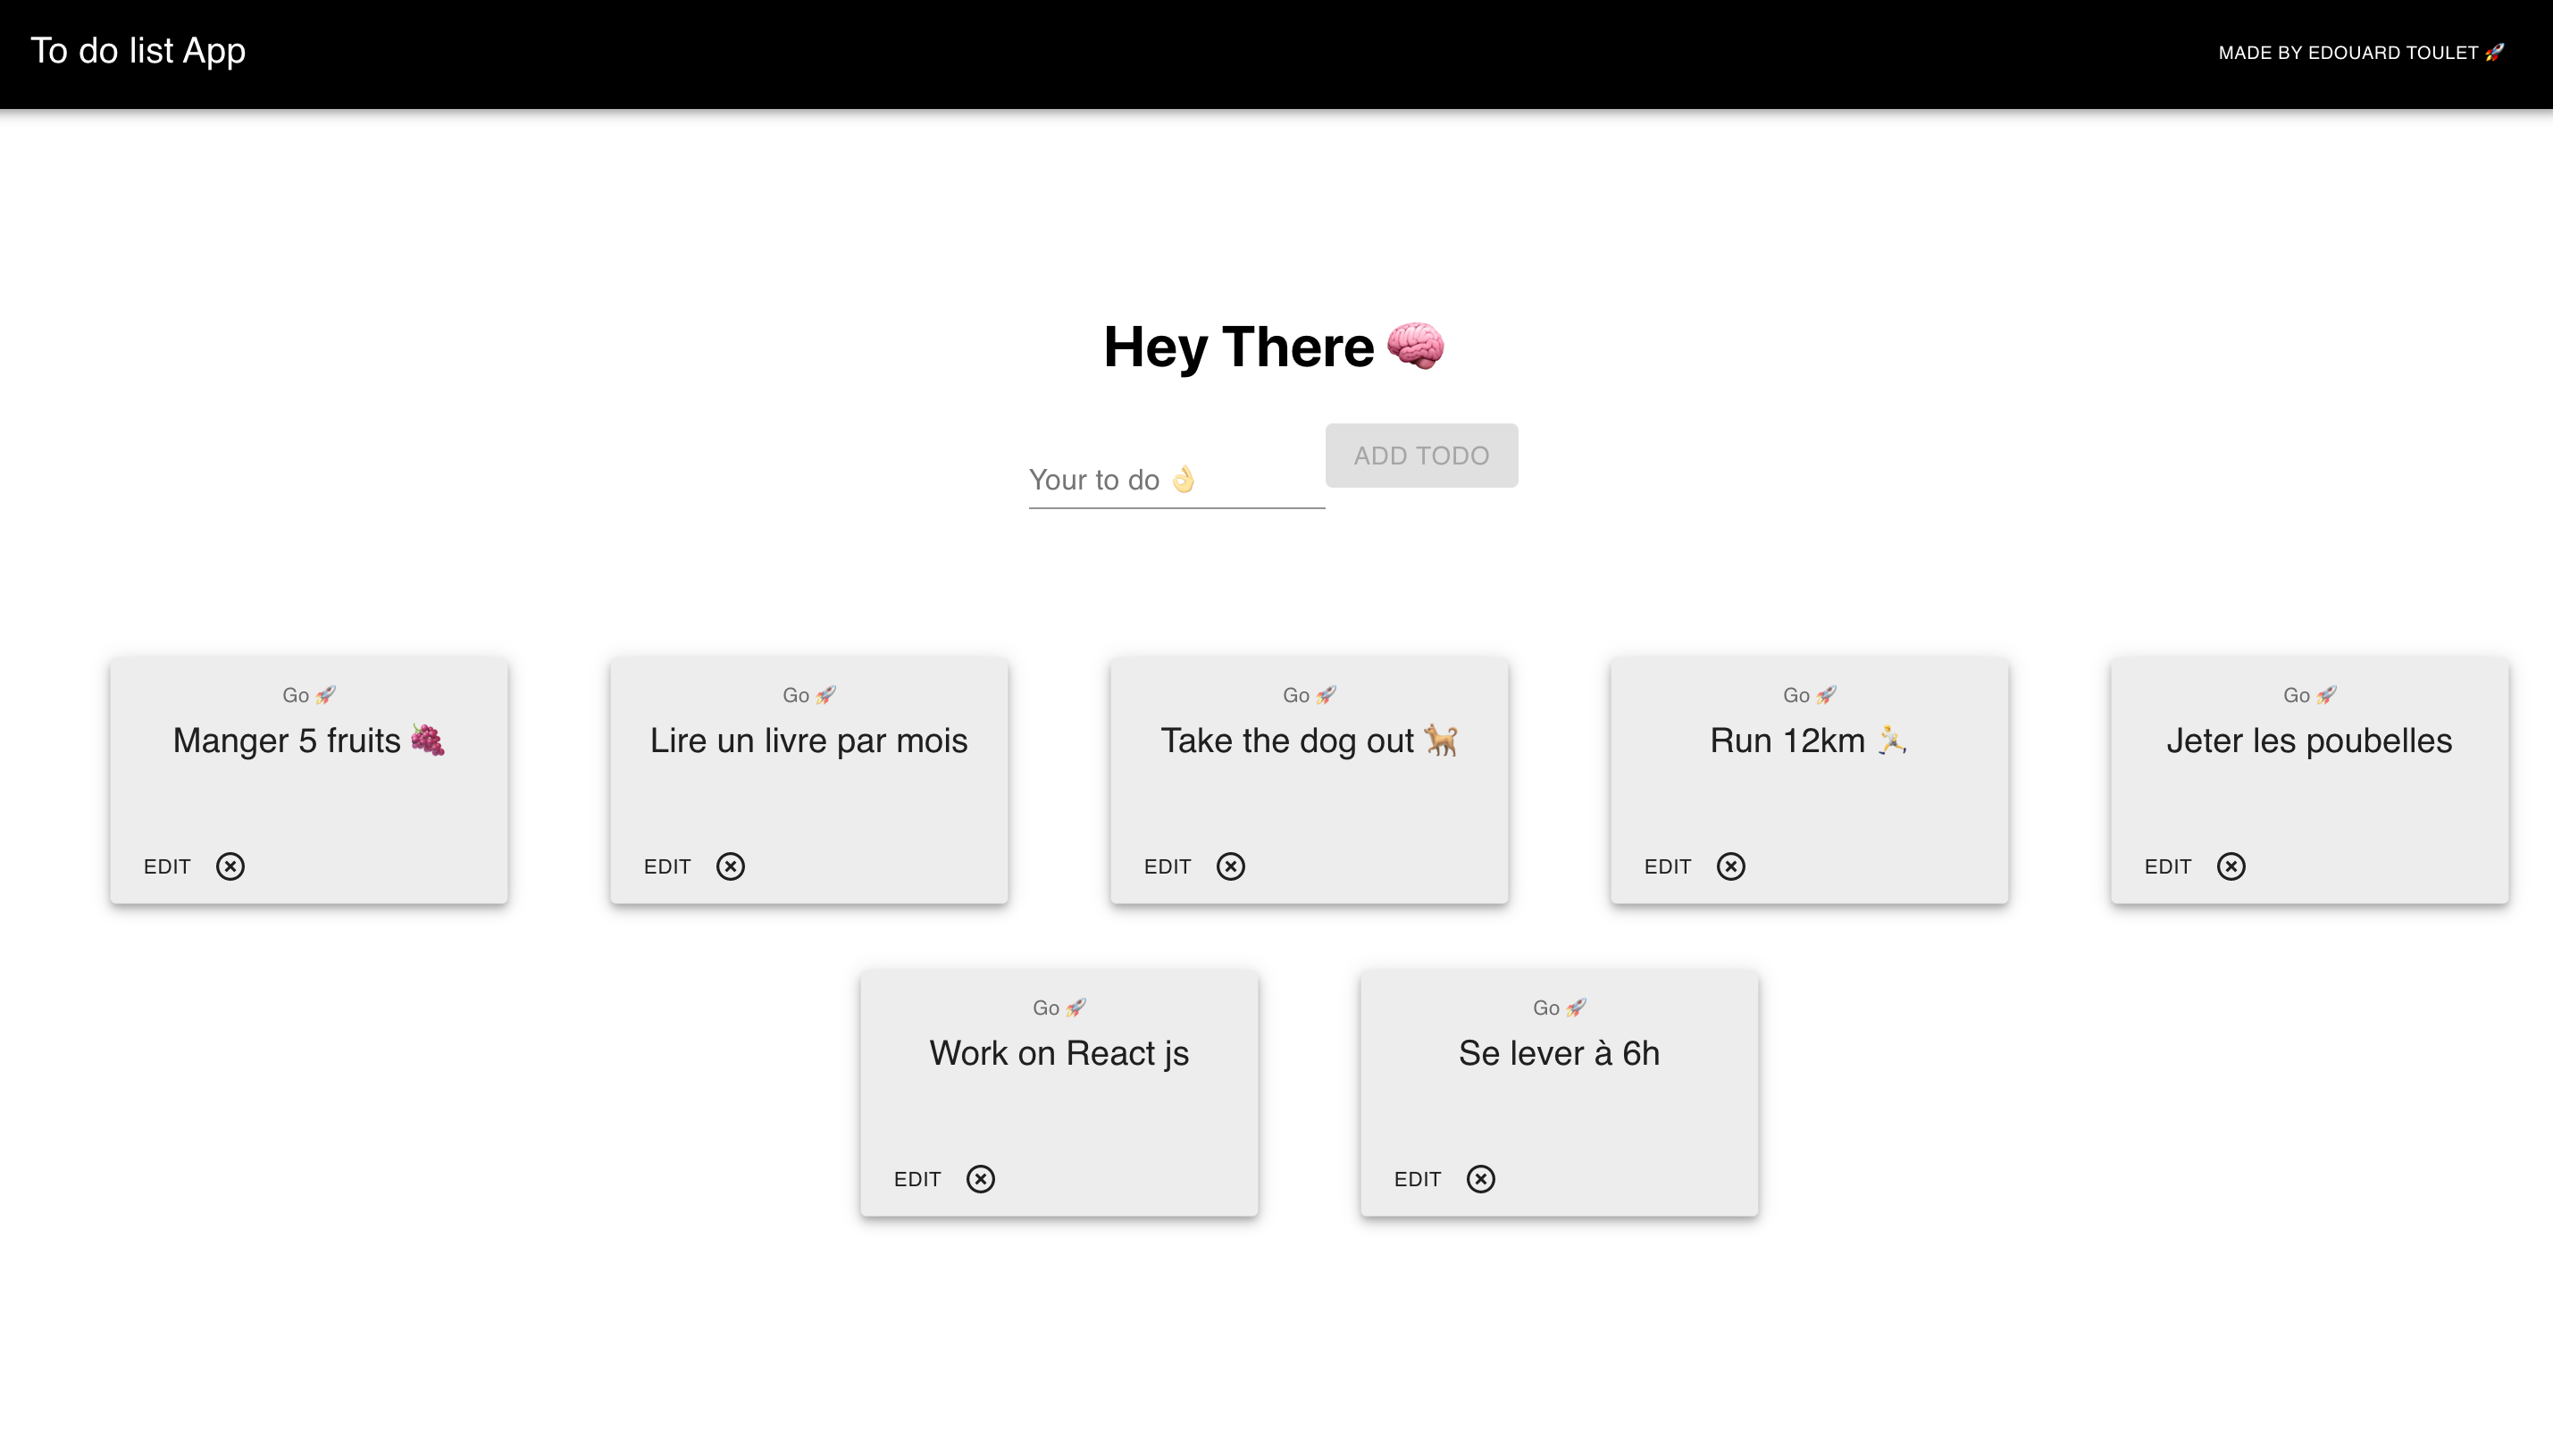 To do list App
MADE BY EDOUARD TOULET 🚀
Hey There 🧠
Your to do 👌🏻
ADD TODO
Go 🚀
Manger 5 fruits 🍇
EDIT
Go 🚀
Lire un livre par mois
EDIT
Go 🚀
Take the dog out 🐕
EDIT
Go 🚀
Run 12km 🏃🏼
EDIT
Go 🚀
Jeter les poubelles
EDIT
Go 🚀
Work on React js
EDIT
Go 🚀
Se lever à 6h
EDIT